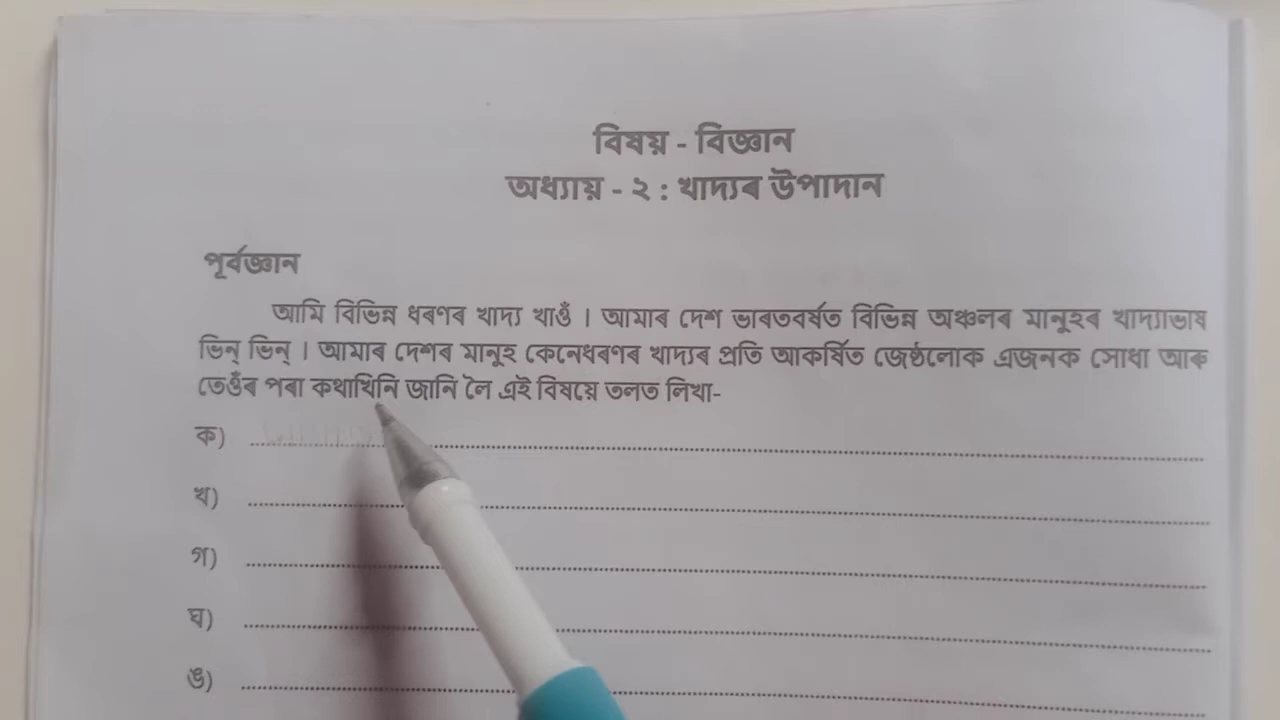 বিষয় - বিজ্ঞান
অধ্যায় - ২ : খাদ্যৰ উপাদান
পূৰ্বজ্ঞান
আমি বিভিন্ন ধৰণৰ খাদ্য খাওঁ । আমাৰ দেশ ভাৰতবৰ্ষত বিভিন্ন অঞ্চলৰ মানুহৰ খাদ্যাভাষ
ভিন্ ভিন্ । আমাৰ দেশৰ মানুহ কেনেধৰণৰ খাদ্যৰ প্ৰতি আকৰ্ষিত জেষ্ঠলোক এজনক সোধা আৰু
তেওঁৰ পৰা কথাখিনি জানি লৈ এই বিষয়ে তলত লিখা-
ক)
খ)
গ)
ঘ)
ঙ)